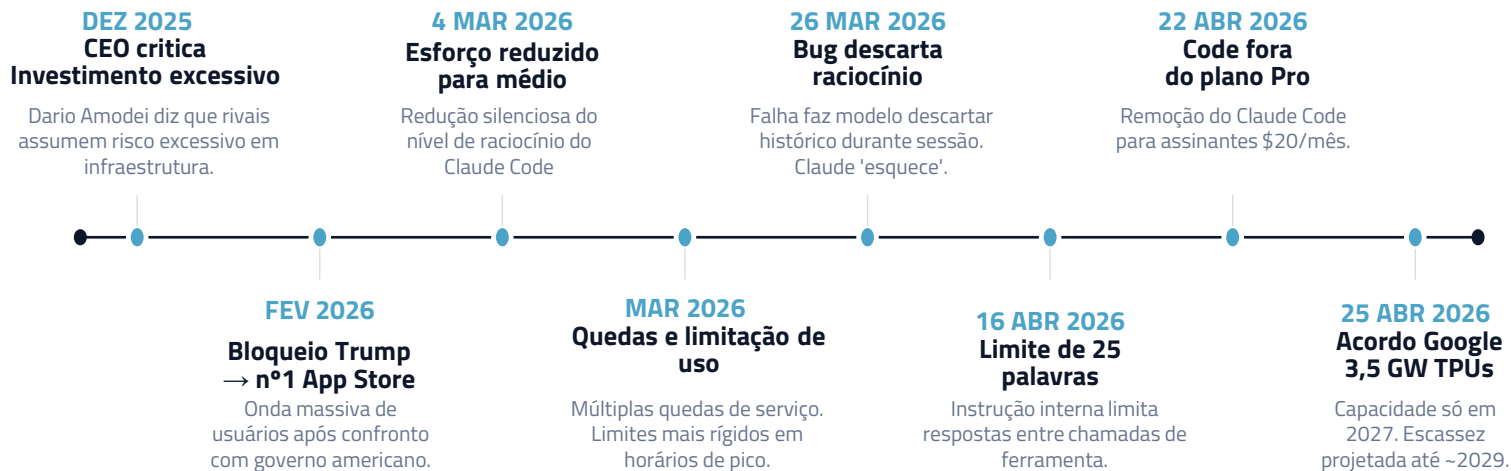 DEZ 2025
CEO critica
Investimento excessivo
Dario Amodei diz que rivais
assumem risco excessivo em
infraestrutura.
4 MAR 2026
Esforço reduzido
para médio
Redução silenciosa do
nível de raciocínio do
Claude Code
26 MAR 2026
Bug descarta
raciocínio
Falha faz modelo descartar
histórico durante sessão.
Claude 'esquece'.
22 ABR 2026
Code fora
do plano Pro
Remoção do Claude Code
para assinantes $20/mês.
FEV 2026
Bloqueio Trump
→ nº1 App Store
Onda massiva de
usuários após confronto
com governo americano.
MAR 2026
Quedas e limitação de
uso
Múltiplas quedas de serviço.
Limites mais rígidos em
horários de pico.
16 ABR 2026
Limite de 25
palavras
Instrução interna limita
respostas entre chamadas de
ferramenta.
25 ABR 2026
Acordo Google
3,5 GW TPUs
Capacidade só em
2027. Escassez
projetada até ~2029.